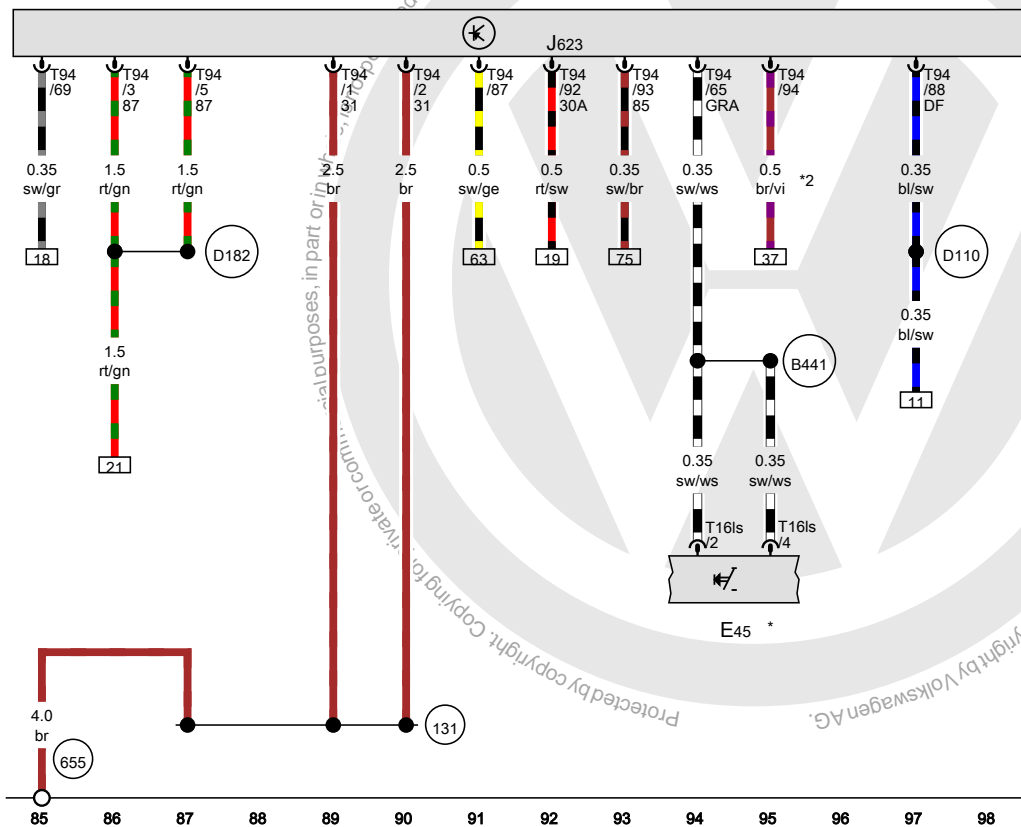 J623
T94 /69
T94 /3 87
T94 /5 87
T94 /1 31
T94 /2 31
T94 /87
T94 /92 30A
T94 /93 85
T94 /65 GRA
T94 /94
T94 /88 DF
0.35 sw/gr
1.5 rt/gn
1.5 rt/gn
2.5 br
2.5 br
0.5 sw/ge
0.5 rt/sw
0.35 sw/br
0.35 sw/ws
0.5 br/vi
*2
0.35 bl/sw
18
D182
63
19
75
37
D110
1.5 rt/gn
0.35 bl/sw
B441
11
21
0.35 sw/ws
0.35 sw/ws
T16ls /2
T16ls /4
E45 *
4.0 br
655
131
85 86 87 88 89 90 91 92 93 94 95 96 97 98
Protected by copyright. Copying for private or commercial purposes, in part or in
yright by Volkswagen AG.